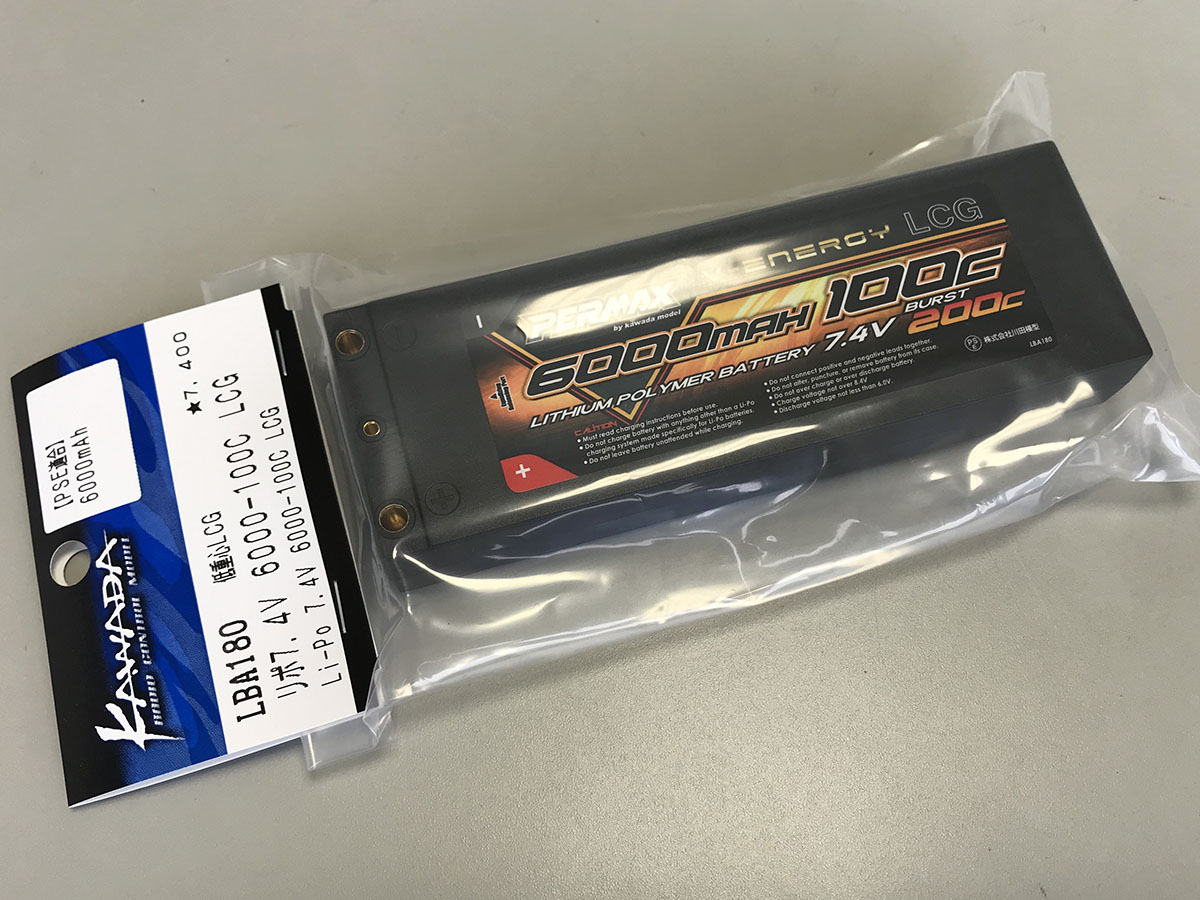 [PSE適合]
6000mAh
KAWADA
RADIO CONTROL MODEL
★7,400
LBA180 低重心LCG
リポ7.4V 6000-100C LCG
Li-Po 7.4V 6000-100C LCG
ENERGY LCG
PERMAX
by kawada model
6000mAH 100C
LITHIUM POLYMER BATTERY 7.4V BURST 200C
CAUTION
• Must read charging instructions before use.
• Do not charge battery with anything other than a Li-Po
charging system made specifically for Li-Po batteries.
• Do not leave battery unattended while charging.
• Do not connect positive and negative leads together.
• Do not alter, puncture, or remove battery from its case.
• Do not over charge or over discharge battery.
• Charge voltage not over 8.4V
• Discharge voltage not less than 6.0V.
PSE 株式会社川田模型
LBA180
−
+